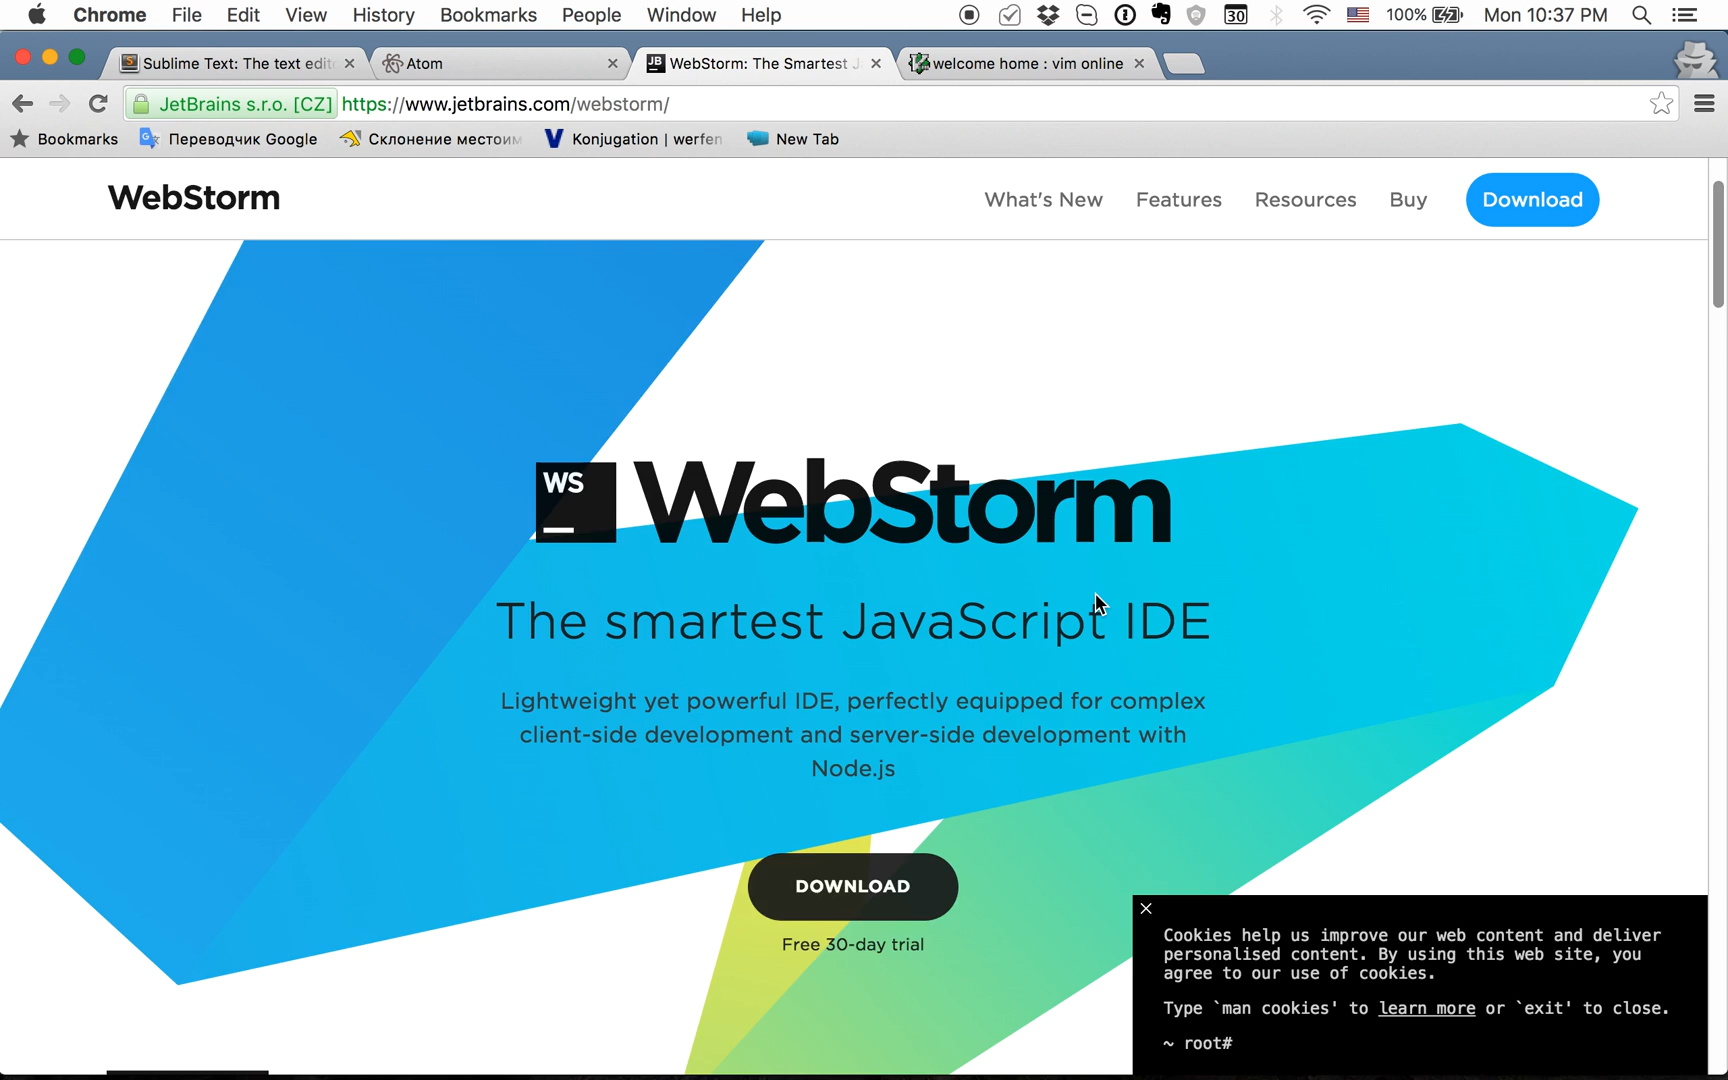 Chrome File Edit View History Bookmarks People Window Help 30 100% Mon 10:37 PM
Sublime Text: The text edit Atom JB WebStorm: The Smartest J welcome home : vim online
JetBrains s.r.o. [CZ] https://www.jetbrains.com/webstorm/
Bookmarks Переводчик Google Склонение местоим Konjugation | werfen New Tab
WebStorm What's New Features Resources Buy Download
WS WebStorm
The smartest JavaScript IDE
Lightweight yet powerful IDE, perfectly equipped for complex
client-side development and server-side development with
Node.js
DOWNLOAD
Free 30-day trial
Cookies help us improve our web content and deliver
personalised content. By using this web site, you
agree to our use of cookies.
Type `man cookies' to learn more or `exit' to close.
~ root#